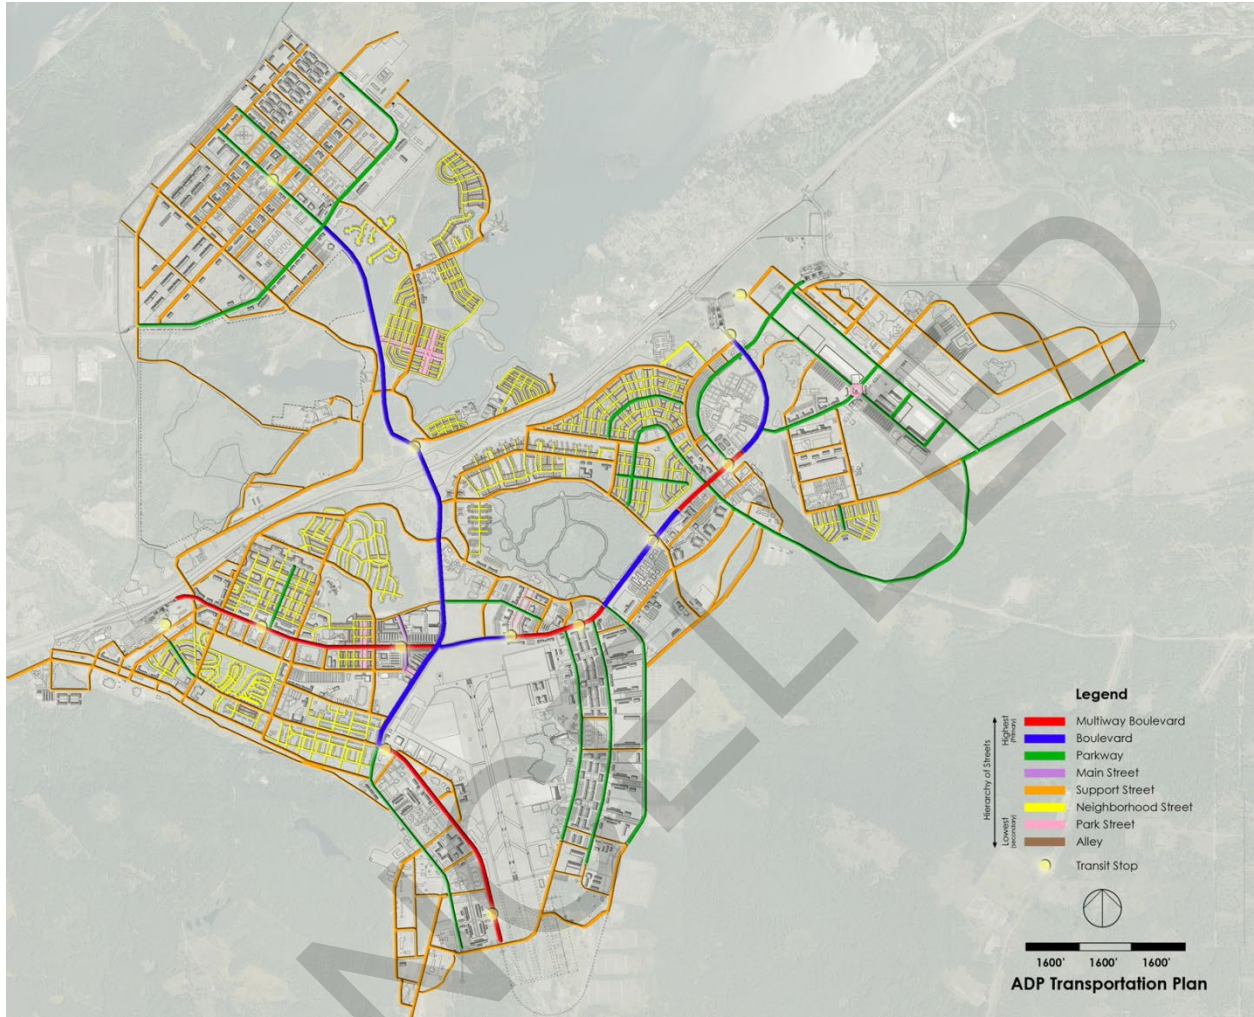 NCELLED
Legend
Hierarchy of Streets
Highest
(Primary)
Lowest
(secondary)
Multiway Boulevard
Boulevard
Parkway
Main Street
Support Street
Neighborhood Street
Park Street
Alley
Transit Stop
1600' 1600' 1600'
ADP Transportation Plan